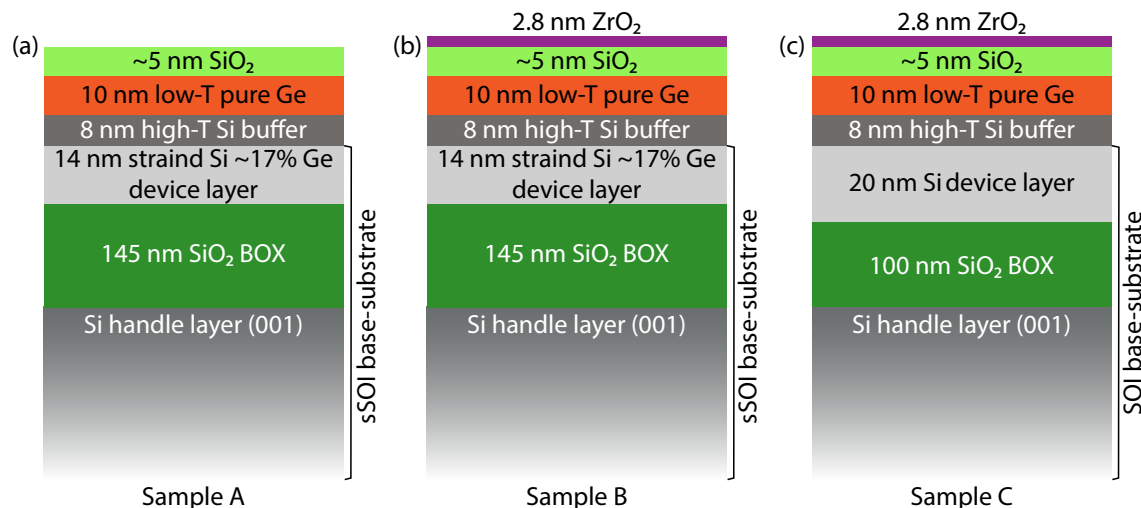 (a)
~5 nm SiO₂
10 nm low-T pure Ge
8 nm high-T Si buffer
14 nm straind Si ~17% Ge
device layer
145 nm SiO₂ BOX
Si handle layer (001)
sSOI base-substrate
Sample A
(b)
2.8 nm ZrO₂
~5 nm SiO₂
10 nm low-T pure Ge
8 nm high-T Si buffer
14 nm straind Si ~17% Ge
device layer
145 nm SiO₂ BOX
Si handle layer (001)
sSOI base-substrate
Sample B
(c)
2.8 nm ZrO₂
~5 nm SiO₂
10 nm low-T pure Ge
8 nm high-T Si buffer
20 nm Si device layer
100 nm SiO₂ BOX
Si handle layer (001)
SOI base-substrate
Sample C